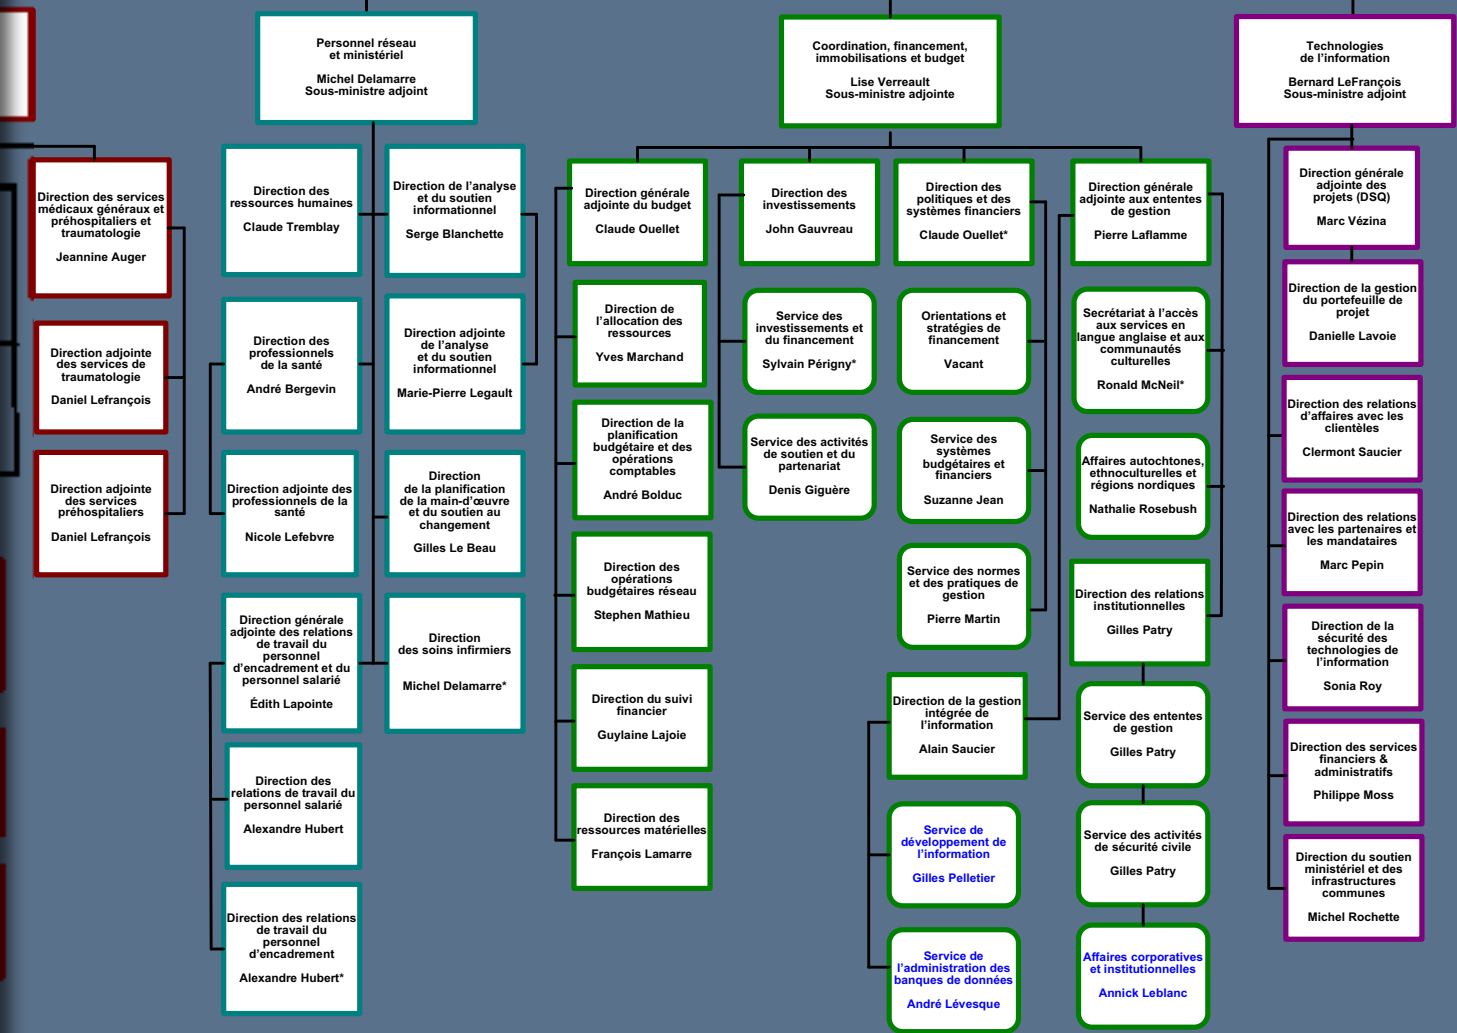 Personnel réseau
et ministériel
Michel Delamarre
Sous-ministre adjoint
Coordination, financement,
immobilisations et budget
Lise Verreault
Sous-ministre adjointe
Technologies
de l'information
Bernard LeFrançois
Sous-ministre adjoint
Direction des services
médicaux généraux et
préhospitaliers et
traumatologie
Jeannine Auger
Direction adjointe
des services de
traumatologie
Daniel Lefrançois
Direction adjointe
des services
préhospitaliers
Daniel Lefrançois
Direction des
ressources humaines
Claude Tremblay
Direction de l'analyse
et du soutien
informationnel
Serge Blanchette
Direction des
professionnels
de la santé
André Bergevin
Direction adjointe
de l'analyse
et du soutien
informationnel
Marie-Pierre Legault
Direction adjointe des
professionnels de la
santé
Nicole Lefebvre
Direction
de la planification
de la main-d'œuvre
et du soutien au
changement
Gilles Le Beau
Direction générale
adjointe des relations
de travail du
personnel
d'encadrement et du
personnel salarié
Édith Lapointe
Direction
des soins infirmiers
Michel Delamarre*
Direction des
relations de travail du
personnel salarié
Alexandre Hubert
Direction des relations
de travail du
personnel
d'encadrement
Alexandre Hubert*
Direction générale
adjointe du budget
Claude Ouellet
Direction de
l'allocation des
ressources
Yves Marchand
Direction de la
planification
budgétaire et des
opérations
comptables
André Bolduc
Direction des
opérations
budgétaires réseau
Stephen Mathieu
Direction du suivi
financier
Guylaine Lajoie
Direction des
ressources matérielles
François Lamarre
Direction des
investissements
John Gauvreau
Service des
investissements et
du financement
Sylvain Périgny*
Service des activités
de soutien et du
partenariat
Denis Giguère
Direction des
politiques et des
systèmes financiers
Claude Ouellet*
Orientations et
stratégies de
financement
Vacant
Service des
systèmes
budgétaires et
financiers
Suzanne Jean
Service des normes
et des pratiques de
gestion
Pierre Martin
Direction de la gestion
intégrée de
l'information
Alain Saucier
Service de
développement de
l'information
Gilles Pelletier
Service de
l'administration des
banques de données
André Lévesque
Direction générale
adjointe aux ententes
de gestion
Pierre Laflamme
Secrétariat à l'accès
aux services en
langue anglaise et aux
communautés
culturelles
Ronald McNeil*
Affaires autochtones,
ethnoculturelles et
régions nordiques
Nathalie Rosebush
Direction des relations
institutionnelles
Gilles Patry
Service des ententes
de gestion
Gilles Patry
Service des activités
de sécurité civile
Gilles Patry
Affaires corporatives
et institutionnelles
Annick Leblanc
Direction générale
adjointe des
projets (DSQ)
Marc Vézina
Direction de la gestion
du portefeuille de
projet
Danielle Lavoie
Direction des relations
d'affaires avec les
clientèles
Clermont Saucier
Direction des relations
avec les partenaires et
les mandataires
Marc Pepin
Direction de la
sécurité des
technologies de
l'information
Sonia Roy
Direction des services
financiers &
administratifs
Philippe Moss
Direction du soutien
ministériel et des
infrastructures
communes
Michel Rochette